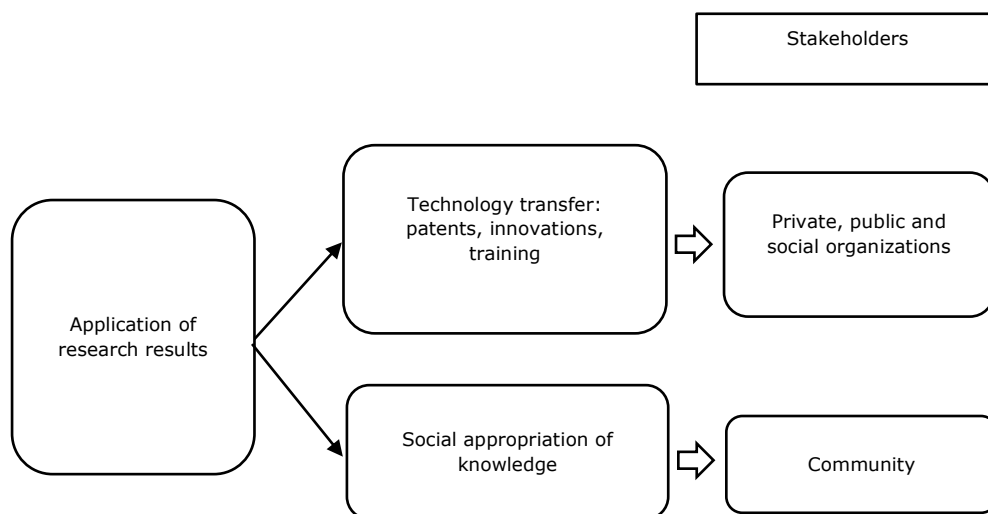 Stakeholders
Technology transfer:
patents, innovations,
training
Private, public and
social organizations
Application of
research results
Social appropriation of
knowledge
Community